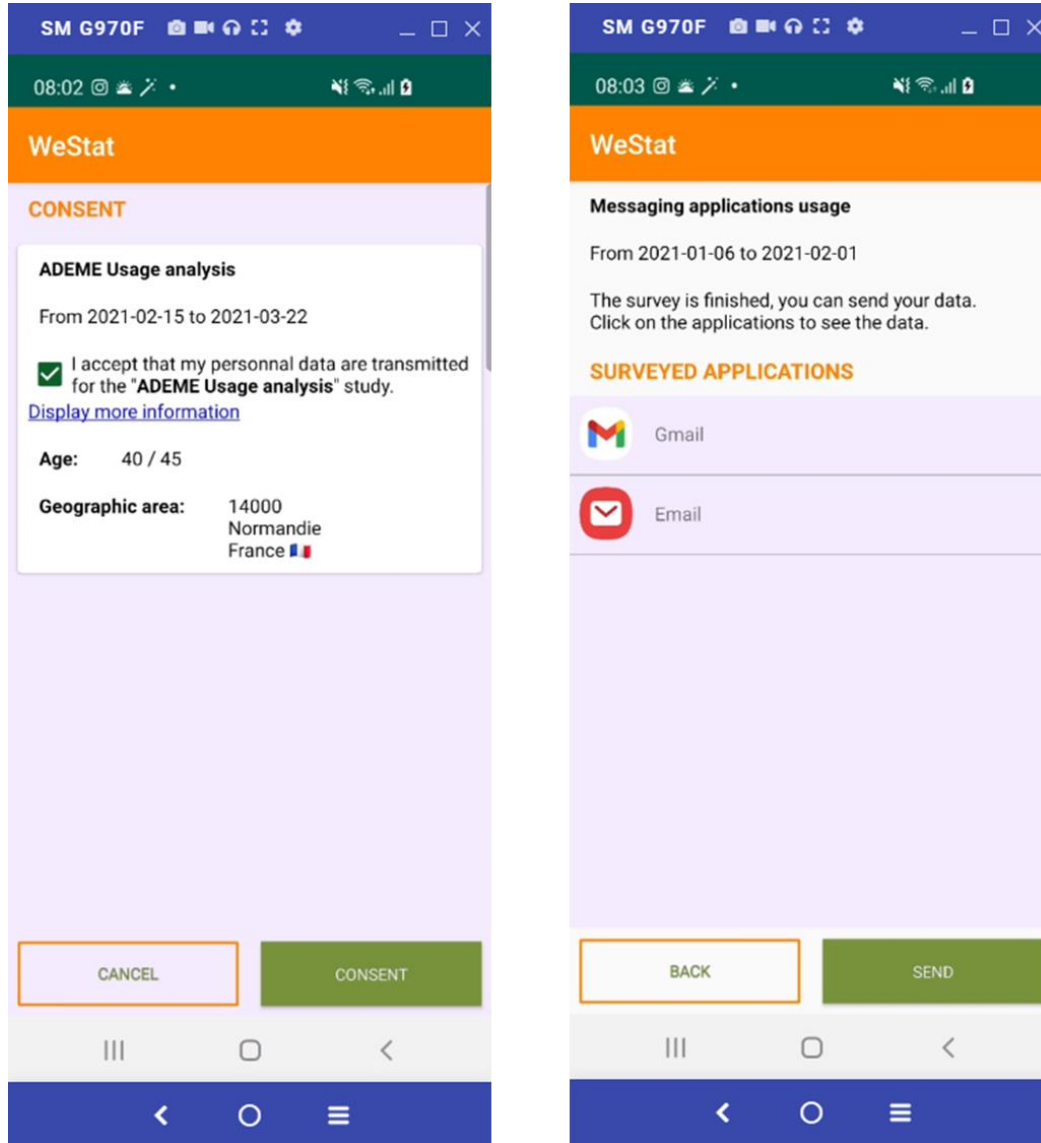 SM G970F
08:02
WeStat
CONSENT
ADEME Usage analysis
From 2021-02-15 to 2021-03-22
I accept that my personnal data are transmitted
for the "ADEME Usage analysis" study.
Display more information
Age: 40 / 45
Geographic area: 14000
Normandie
France
CANCEL
CONSENT
SM G970F
08:03
WeStat
Messaging applications usage
From 2021-01-06 to 2021-02-01
The survey is finished, you can send your data.
Click on the applications to see the data.
SURVEYED APPLICATIONS
Gmail
Email
BACK
SEND